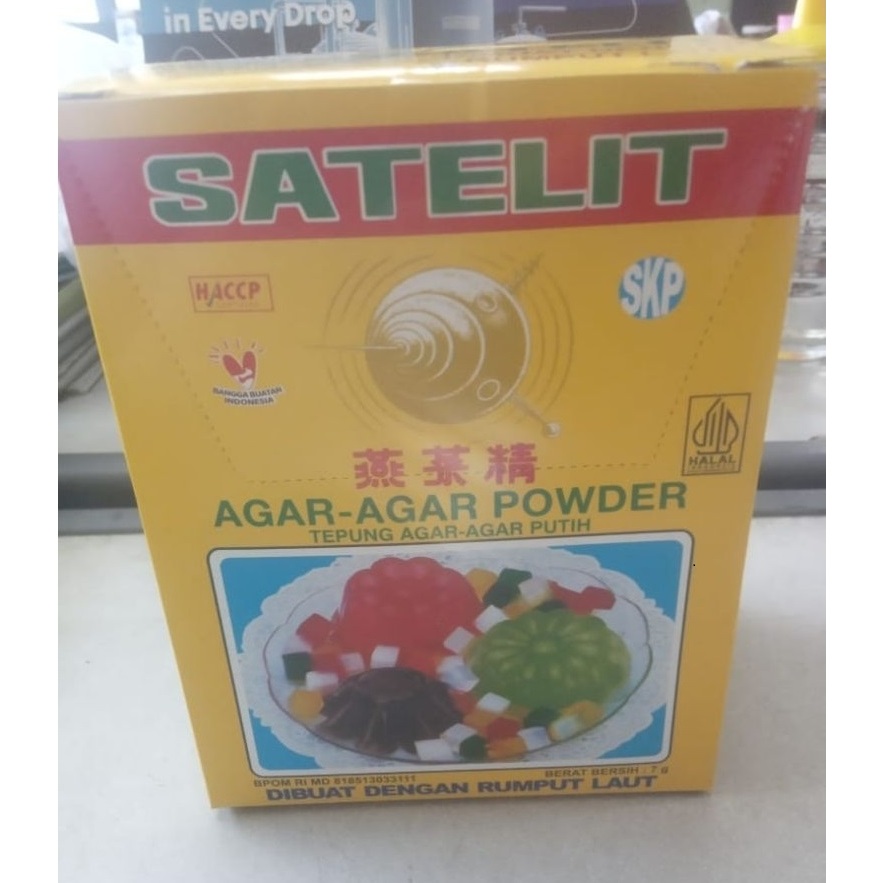 in Every Drop
SATELIT
HACCP
SKP
BANGGA BUATAN
INDONESIA
HALAL
INDONESIA
燕菜精
AGAR-AGAR POWDER
TEPUNG AGAR-AGAR PUTIH
BPOM RI MD 818513033111
BERAT BERSIH : 7 g
DIBUAT DENGAN RUMPUT LAUT